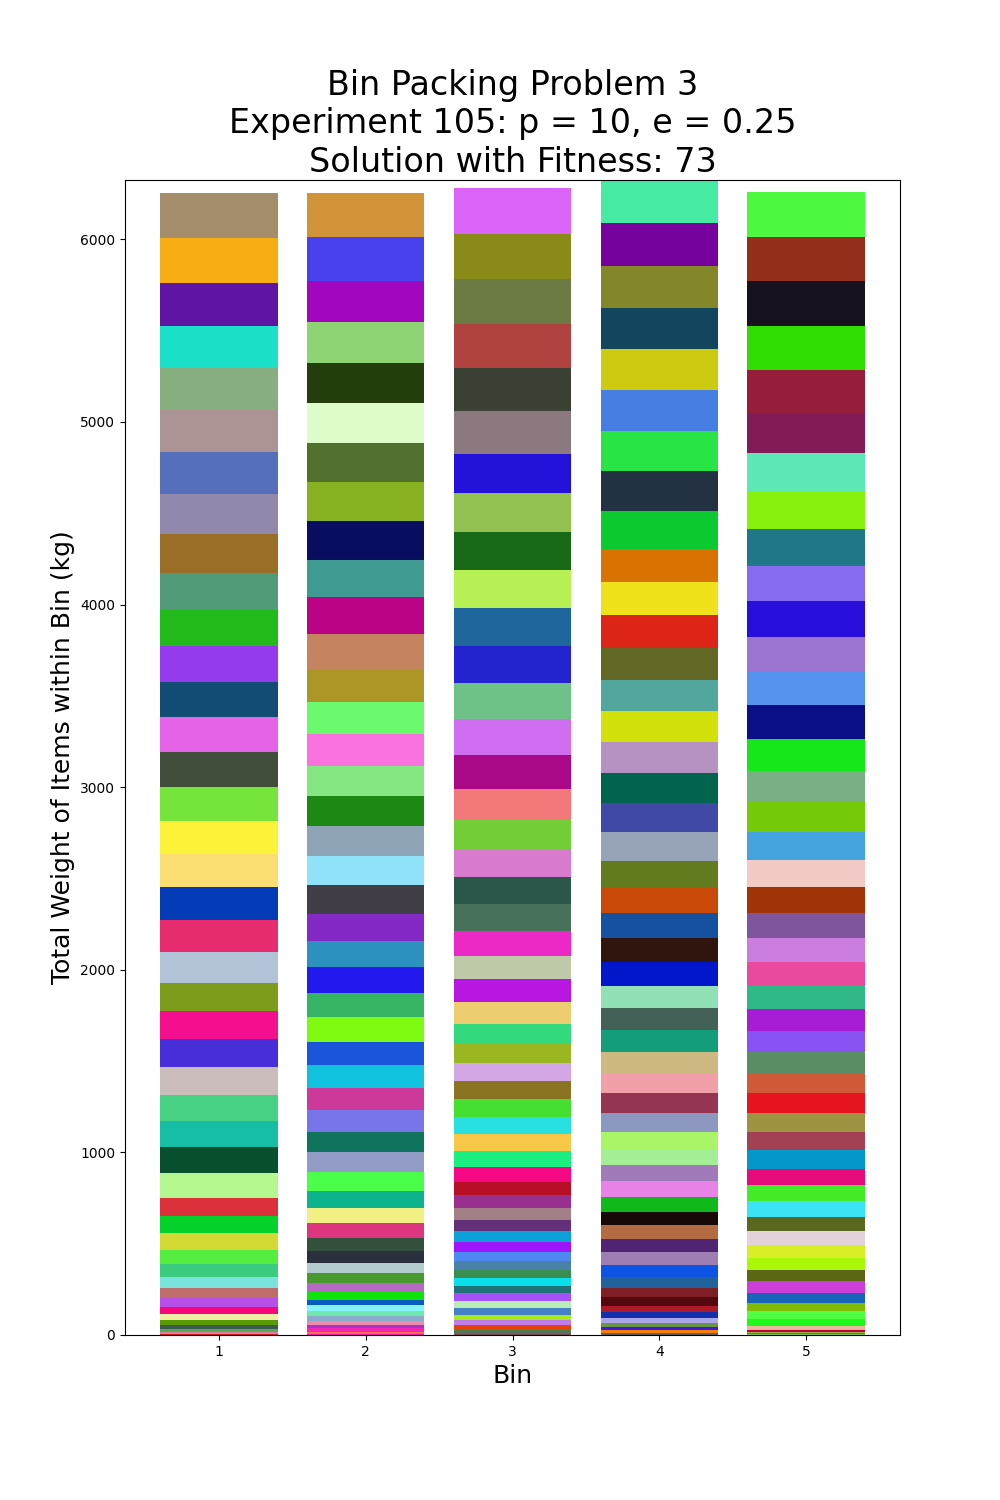 Bin Packing Problem 3
Experiment 105: p = 10, e = 0.25
Solution with Fitness: 73
Total Weight of Items within Bin (kg)
6000
5000
4000
3000
2000
1000
0
1 2 3 4 5
Bin